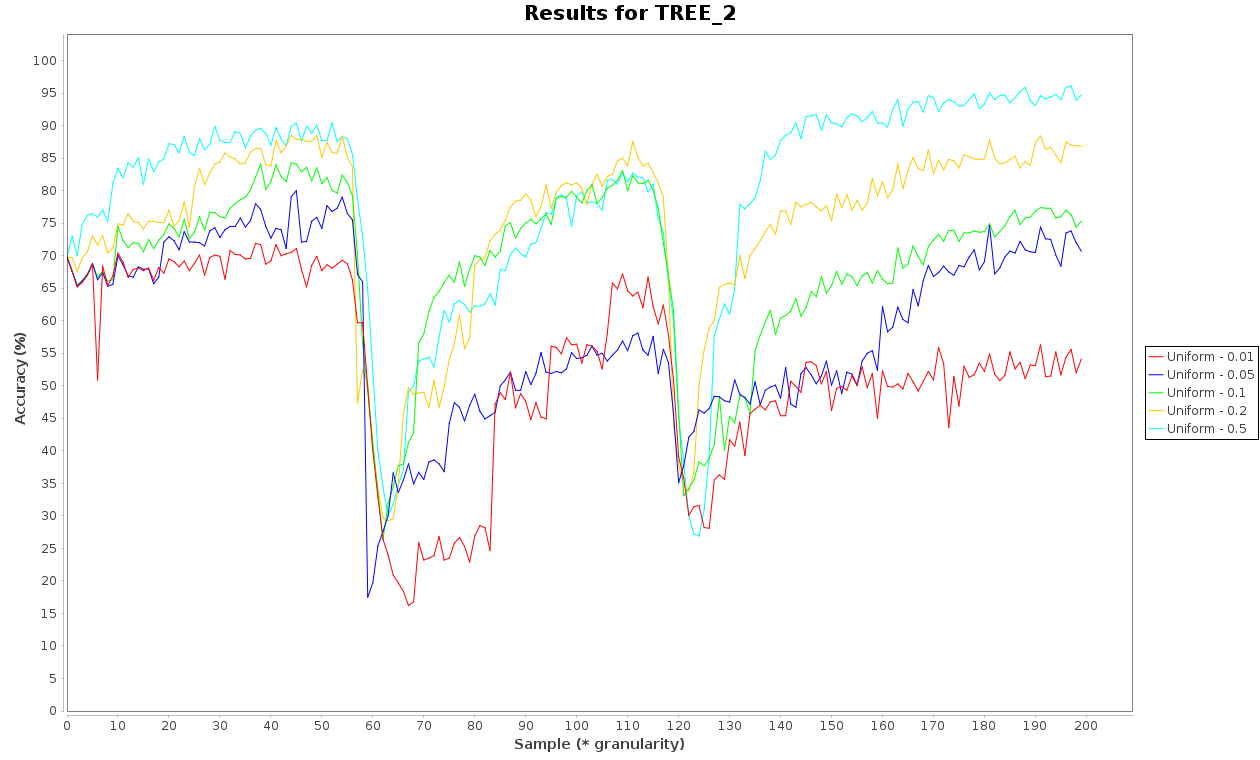 Results for TREE_2
Accuracy (%)
100
95
90
85
80
75
70
65
60
55
50
45
40
35
30
25
20
15
10
5
0
0 10 20 30 40 50 60 70 80 90 100 110 120 130 140 150 160 170 180 190 200
Sample (* granularity)
Uniform - 0.01
Uniform - 0.05
Uniform - 0.1
Uniform - 0.2
Uniform - 0.5